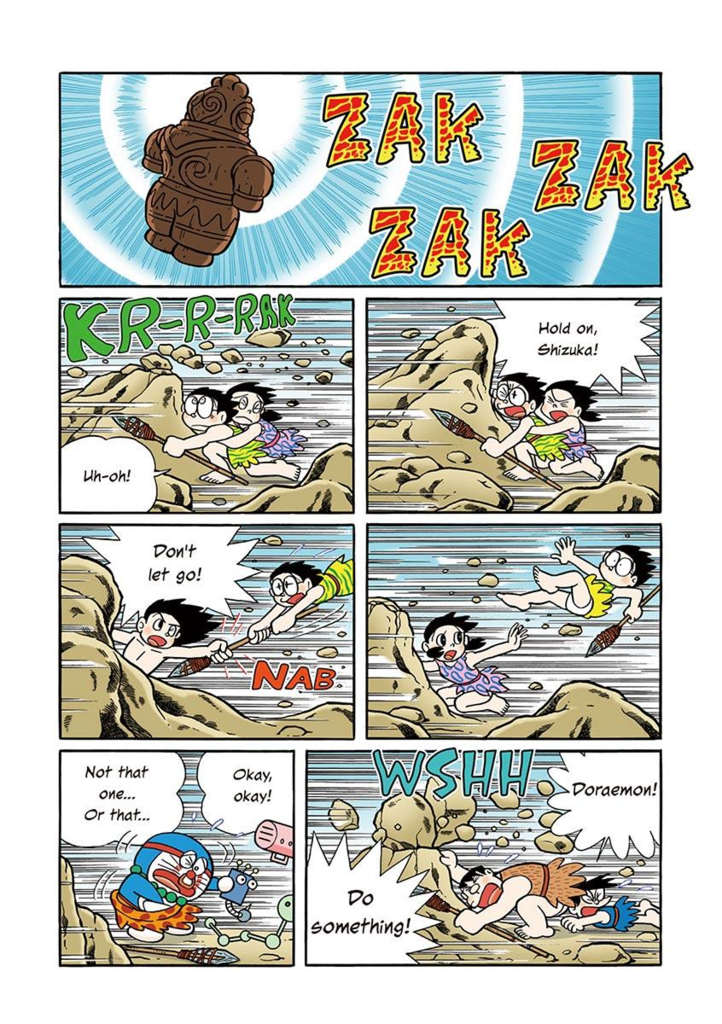 ZAK
ZAK
ZAK
KR-R-RAK
Uh-oh!
Hold on,
Shizuka!
Don't
let go!
NAB
Not that
one...
Or that...
Okay,
okay!
WSHH
Doraemon!
Do
something!